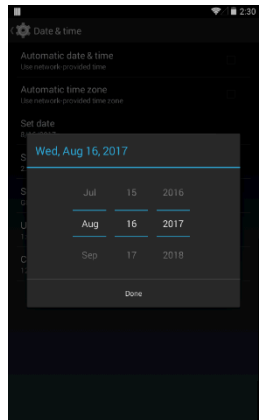 2:30
Date & time
Automatic date & time
Use network-provided time
Automatic time zone
Use network-provided time zone
Set date
Wed, Aug 16, 2017
Jul 15 2016
Aug 16 2017
Sep 17 2018
Done